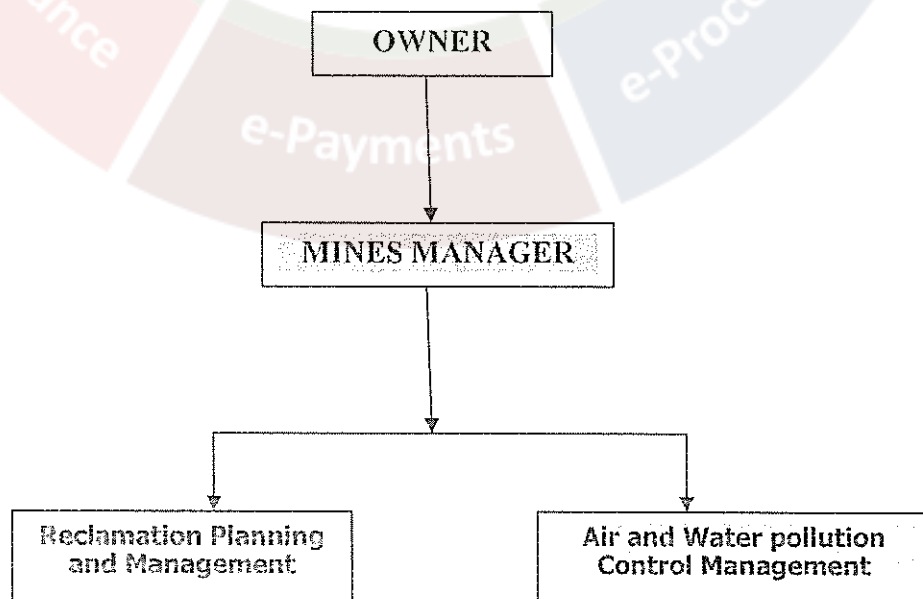 OWNER
e-Payments
MINES MANAGER
Reclamation Planning
and Management
Air and Water pollution
Control Management